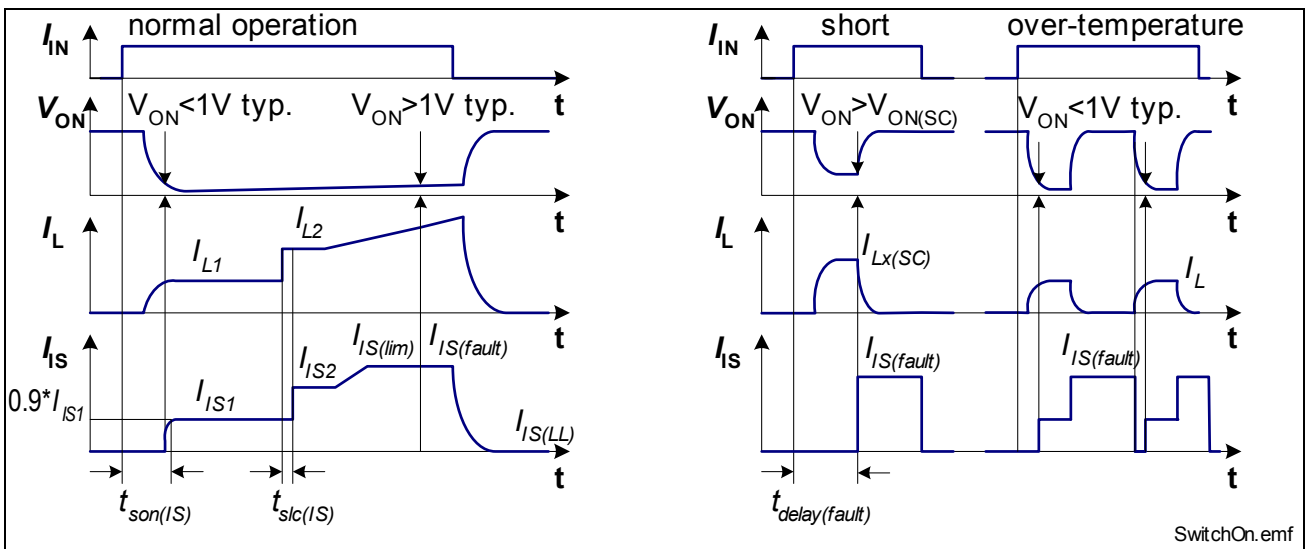 normal operation
I_IN
t
V_ON
V_ON<1V typ.
V_ON>1V typ.
t
I_L
I_L1
I_L2
t
I_IS
0.9*I_IS1
I_IS1
I_IS2
I_IS(lim)
I_IS(fault)
I_IS(LL)
t
t_son(IS)
t_slc(IS)
short
over-temperature
I_IN
t
V_ON
V_ON>V_ON(SC)
V_ON<1V typ.
t
I_L
I_Lx(SC)
I_L
t
I_IS
I_IS(fault)
I_IS(fault)
t
t_delay(fault)
SwitchOn.emf